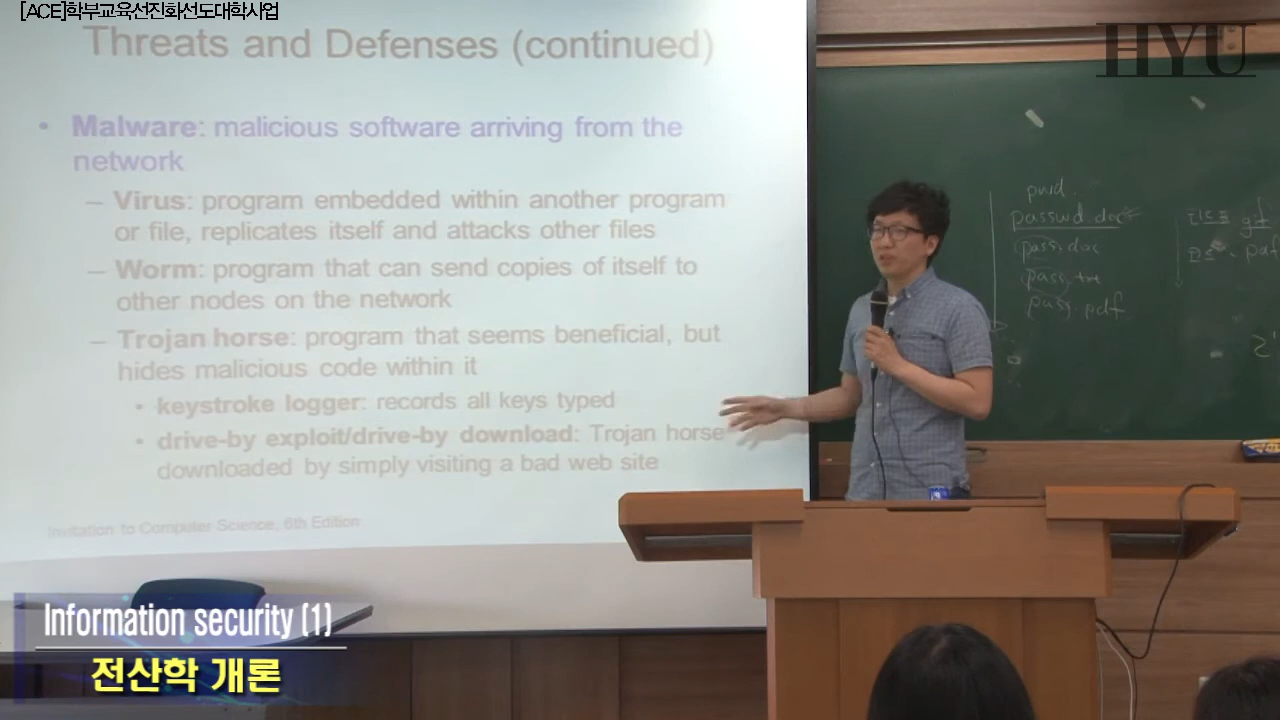 [ACE]학부교육선진화선도대학사업
HYU
Threats and Defenses (continued)
• Malware: malicious software arriving from the
network
– Virus: program embedded within another program
or file, replicates itself and attacks other files
– Worm: program that can send copies of itself to
other nodes on the network
– Trojan horse: program that seems beneficial, but
hides malicious code within it
• keystroke logger: records all keys typed
• drive-by exploit/drive-by download: Trojan horse
downloaded by simply visiting a bad web site
Invitation to Computer Science, 6th Edition
pwd.
passwd.doc
pass.doc
pass.txt
pass.pdf
Information security (1)
전산학 개론